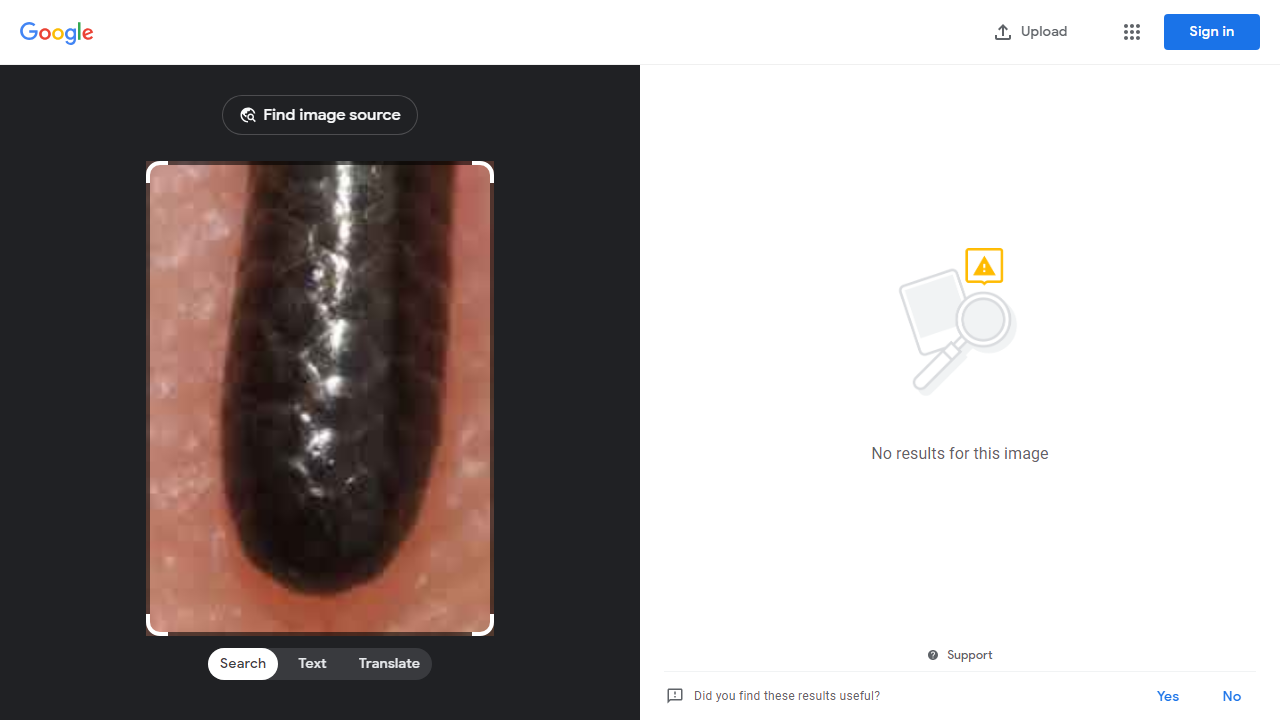 Google
Upload
Sign in
Find image source
No results for this image
Search Text Translate
Support
Did you find these results useful?
Yes No